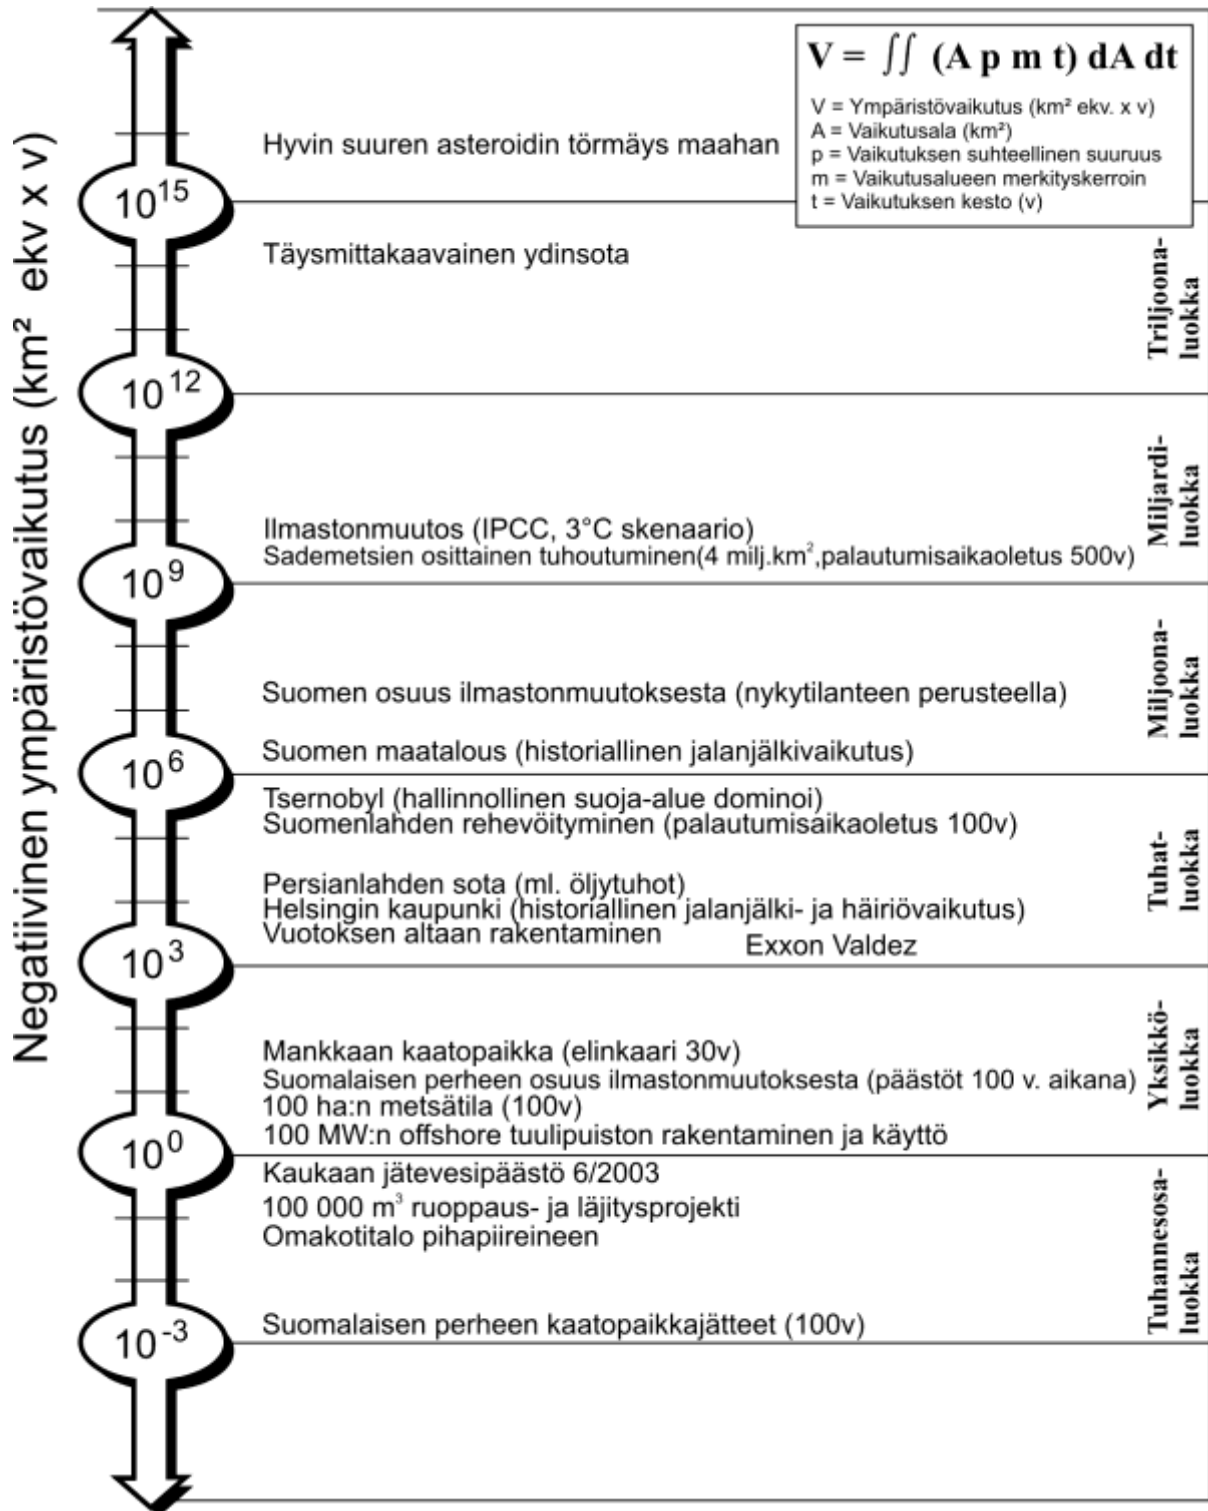 Negatiivinen ympäristövaikutus (km² ekv x v)
V = ∬ (A p m t) dA dt
V = Ympäristövaikutus (km² ekv. x v)
A = Vaikutusala (km²)
p = Vaikutuksen suhteellinen suuruus
m = Vaikutusalueen merkityskerroin
t = Vaikutuksen kesto (v)
Hyvin suuren asteroidin törmäys maahan
10¹⁵
Täysmittakaavainen ydinsota
Triljoona-
luokka
10¹²
Miljardi-
luokka
Ilmastonmuutos (IPCC, 3°C skenaario)
Sademetsien osittainen tuhoutuminen(4 milj.km²,palautumisaikaoletus 500v)
10⁹
Miljoona-
luokka
Suomen osuus ilmastonmuutoksesta (nykytilanteen perusteella)
Suomen maatalous (historiallinen jalanjälkivaikutus)
10⁶
Tsernobyl (hallinnollinen suoja-alue dominoi)
Suomenlahden rehevöityminen (palautumisaikaoletus 100v)
Tuhat-
luokka
Persianlahden sota (ml. öljytuhot)
Helsingin kaupunki (historiallinen jalanjälki- ja häiriövaikutus)
Vuotoksen altaan rakentaminen
Exxon Valdez
10³
Yksikkö-
luokka
Mankkaan kaatopaikka (elinkaari 30v)
Suomalaisen perheen osuus ilmastonmuutoksesta (päästöt 100 v. aikana)
100 ha:n metsätila (100v)
100 MW:n offshore tuulipuiston rakentaminen ja käyttö
10⁰
Kaukaan jätevesipäästö 6/2003
100 000 m³ ruoppaus- ja läjitysprojekti
Omakotitalo pihapiireineen
Tuhannesosa-
luokka
Suomalaisen perheen kaatopaikkajätteet (100v)
10⁻³